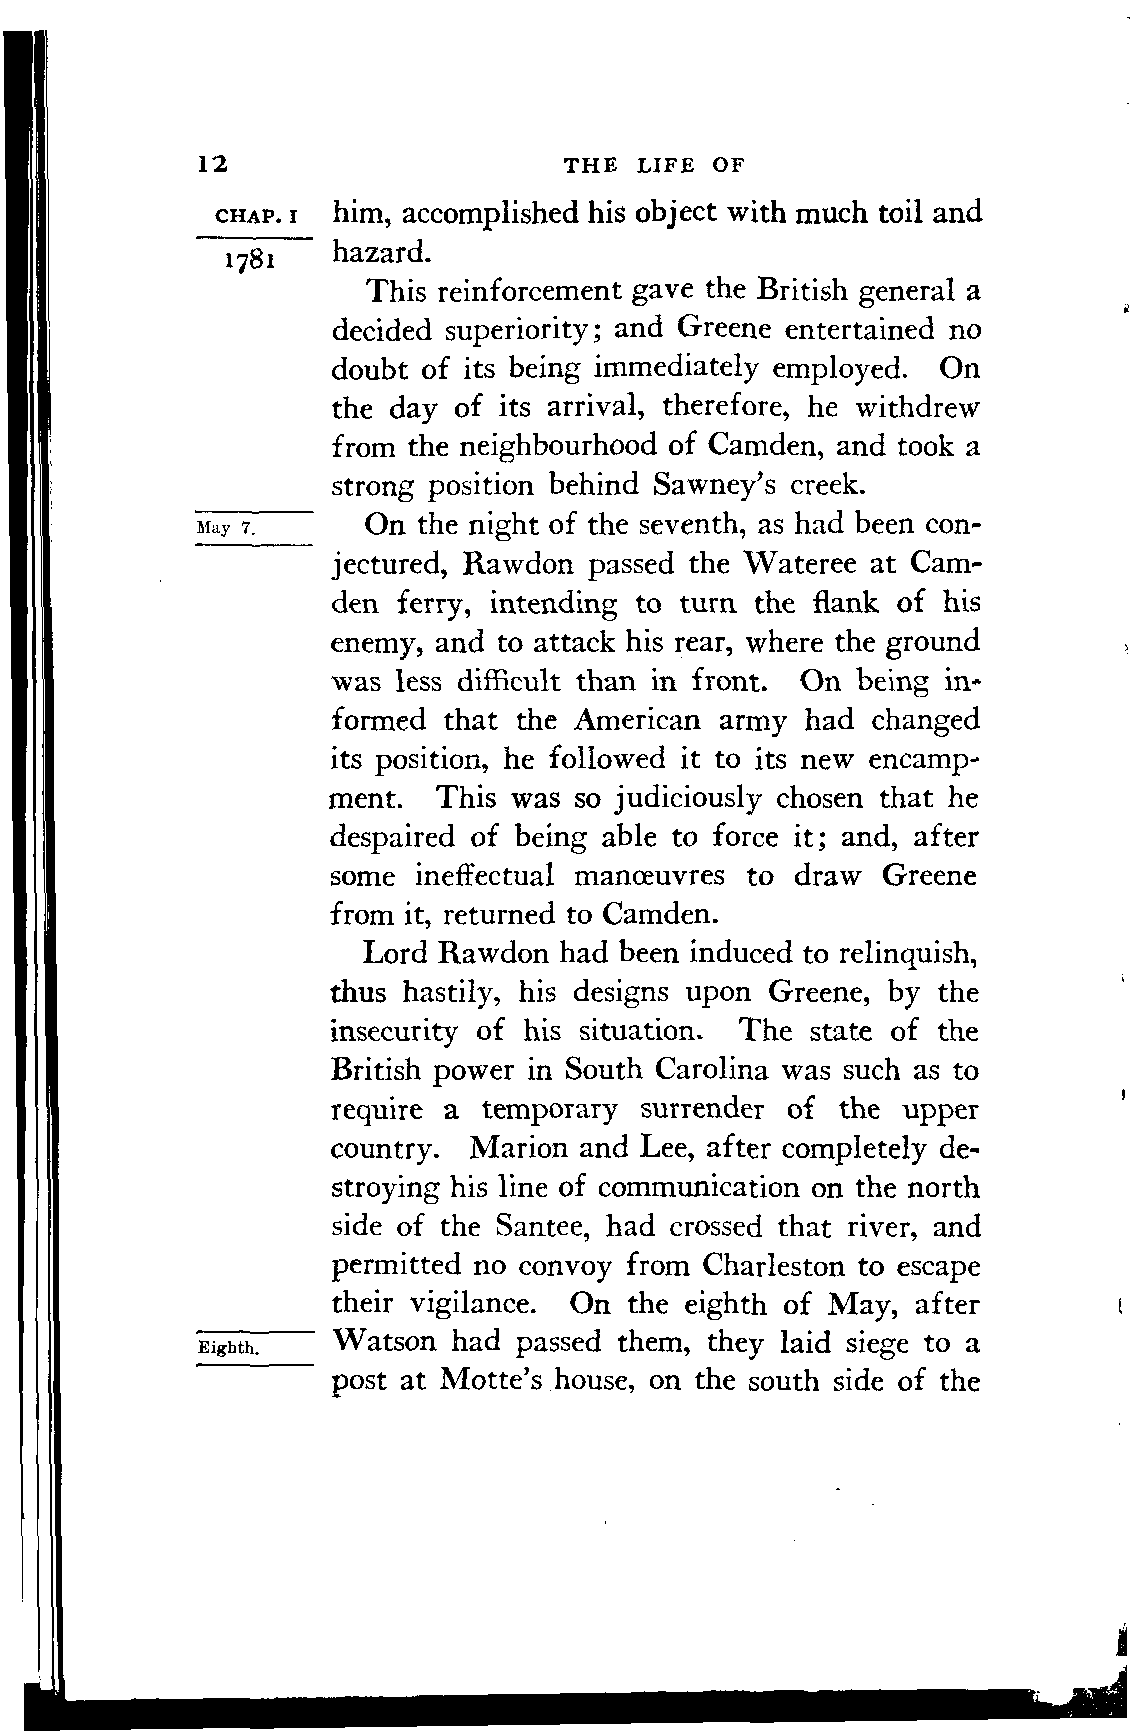 12 THE LIFE OF
CHAP. I him, accomplished his object with much toil and
1781 hazard.
This reinforcement gave the British general a
decided superiority; and Greene entertained no
doubt of its being immediately employed. On
the day of its arrival, therefore, he withdrew
from the neighbourhood of Camden, and took a
strong position behind Sawney's creek.
May 7. On the night of the seventh, as had been con-
jectured, Rawdon passed the Wateree at Cam-
den ferry, intending to turn the flank of his
enemy, and to attack his rear, where the ground
was less difficult than in front. On being in-
formed that the American army had changed
its position, he followed it to its new encamp-
ment. This was so judiciously chosen that he
despaired of being able to force it; and, after
some ineffectual manœuvres to draw Greene
from it, returned to Camden.
Lord Rawdon had been induced to relinquish,
thus hastily, his designs upon Greene, by the
insecurity of his situation. The state of the
British power in South Carolina was such as to
require a temporary surrender of the upper
country. Marion and Lee, after completely de-
stroying his line of communication on the north
side of the Santee, had crossed that river, and
permitted no convoy from Charleston to escape
their vigilance. On the eighth of May, after
Eighth. Watson had passed them, they laid siege to a
post at Motte's house, on the south side of the